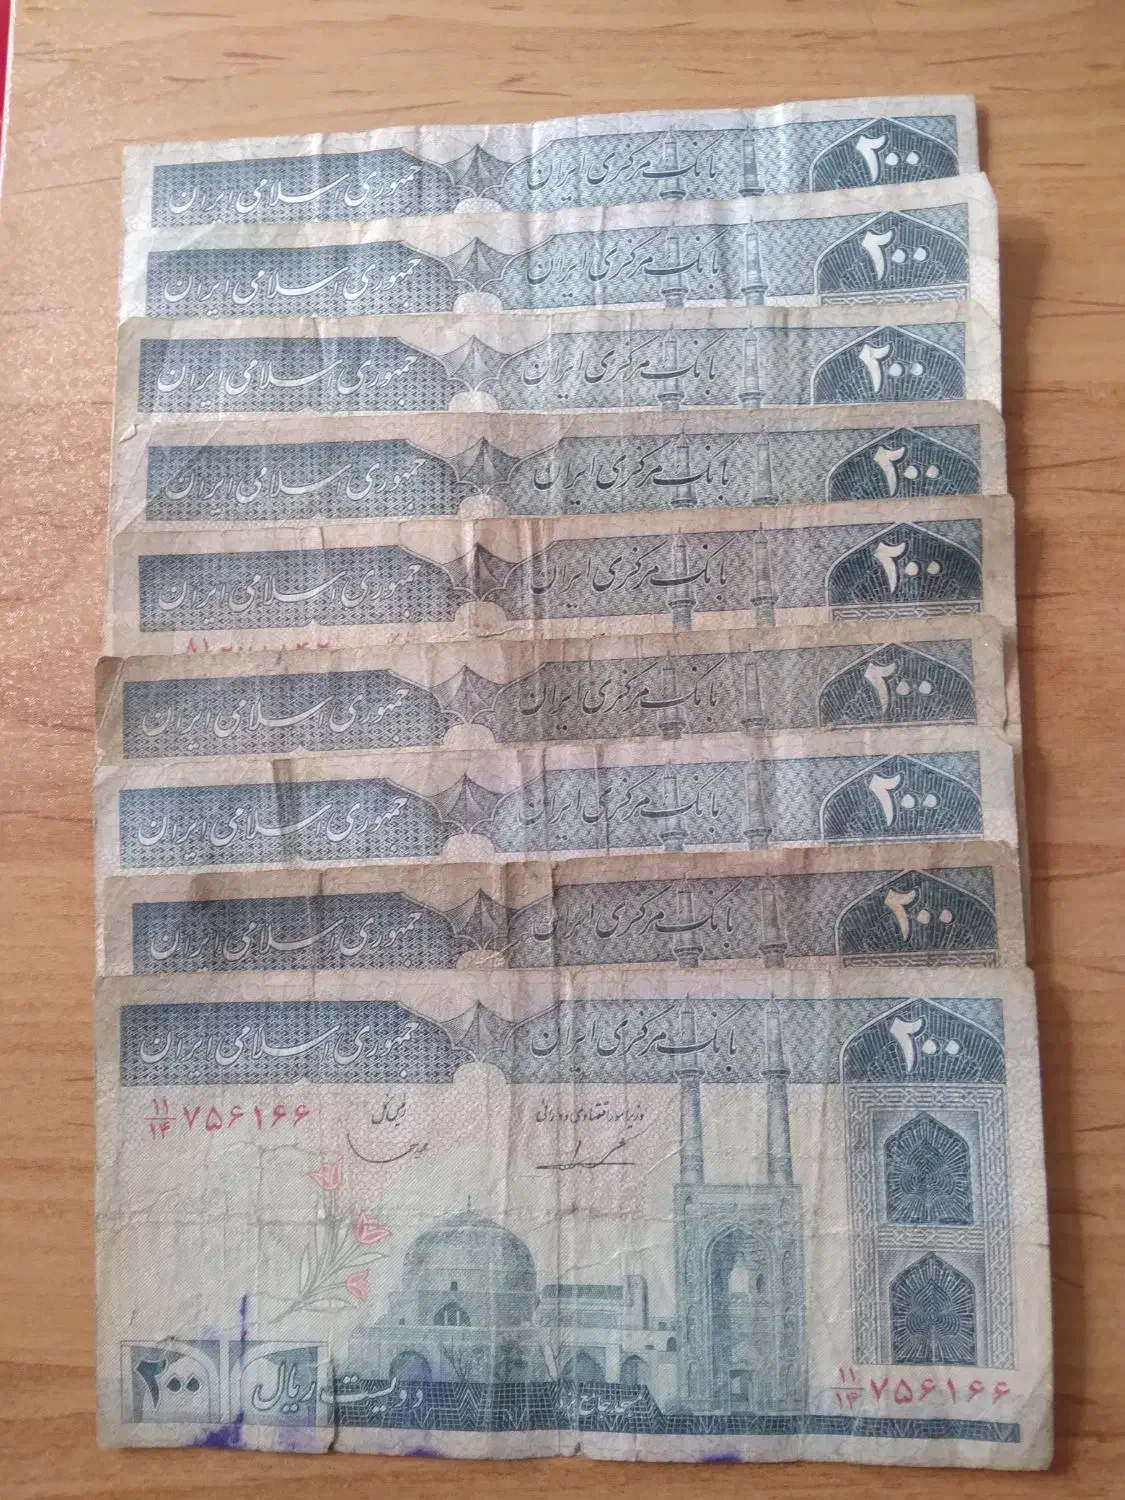 جمهوری اسلامی ایران بانک مرکزی ایران ۲۰۰
جمهوری اسلامی ایران بانک مرکزی ایران ۲۰۰
جمهوری اسلامی ایران بانک مرکزی ایران ۲۰۰
جمهوری اسلامی ایران بانک مرکزی ایران ۲۰۰
جمهوری اسلامی ایران بانک مرکزی ایران ۲۰۰
جمهوری اسلامی ایران بانک مرکزی ایران ۲۰۰
جمهوری اسلامی ایران بانک مرکزی ایران ۲۰۰
جمهوری اسلامی ایران بانک مرکزی ایران ۲۰۰
جمهوری اسلامی ایران بانک مرکزی ایران ۲۰۰
۱۱/۱۴ ۷۵۶۱۶۶ رئیس کل وزیر امور اقتصادی و دارائی
۲۰۰ دویست ریال مسجد جامع یزد ۱۱/۱۴ ۷۵۶۱۶۶